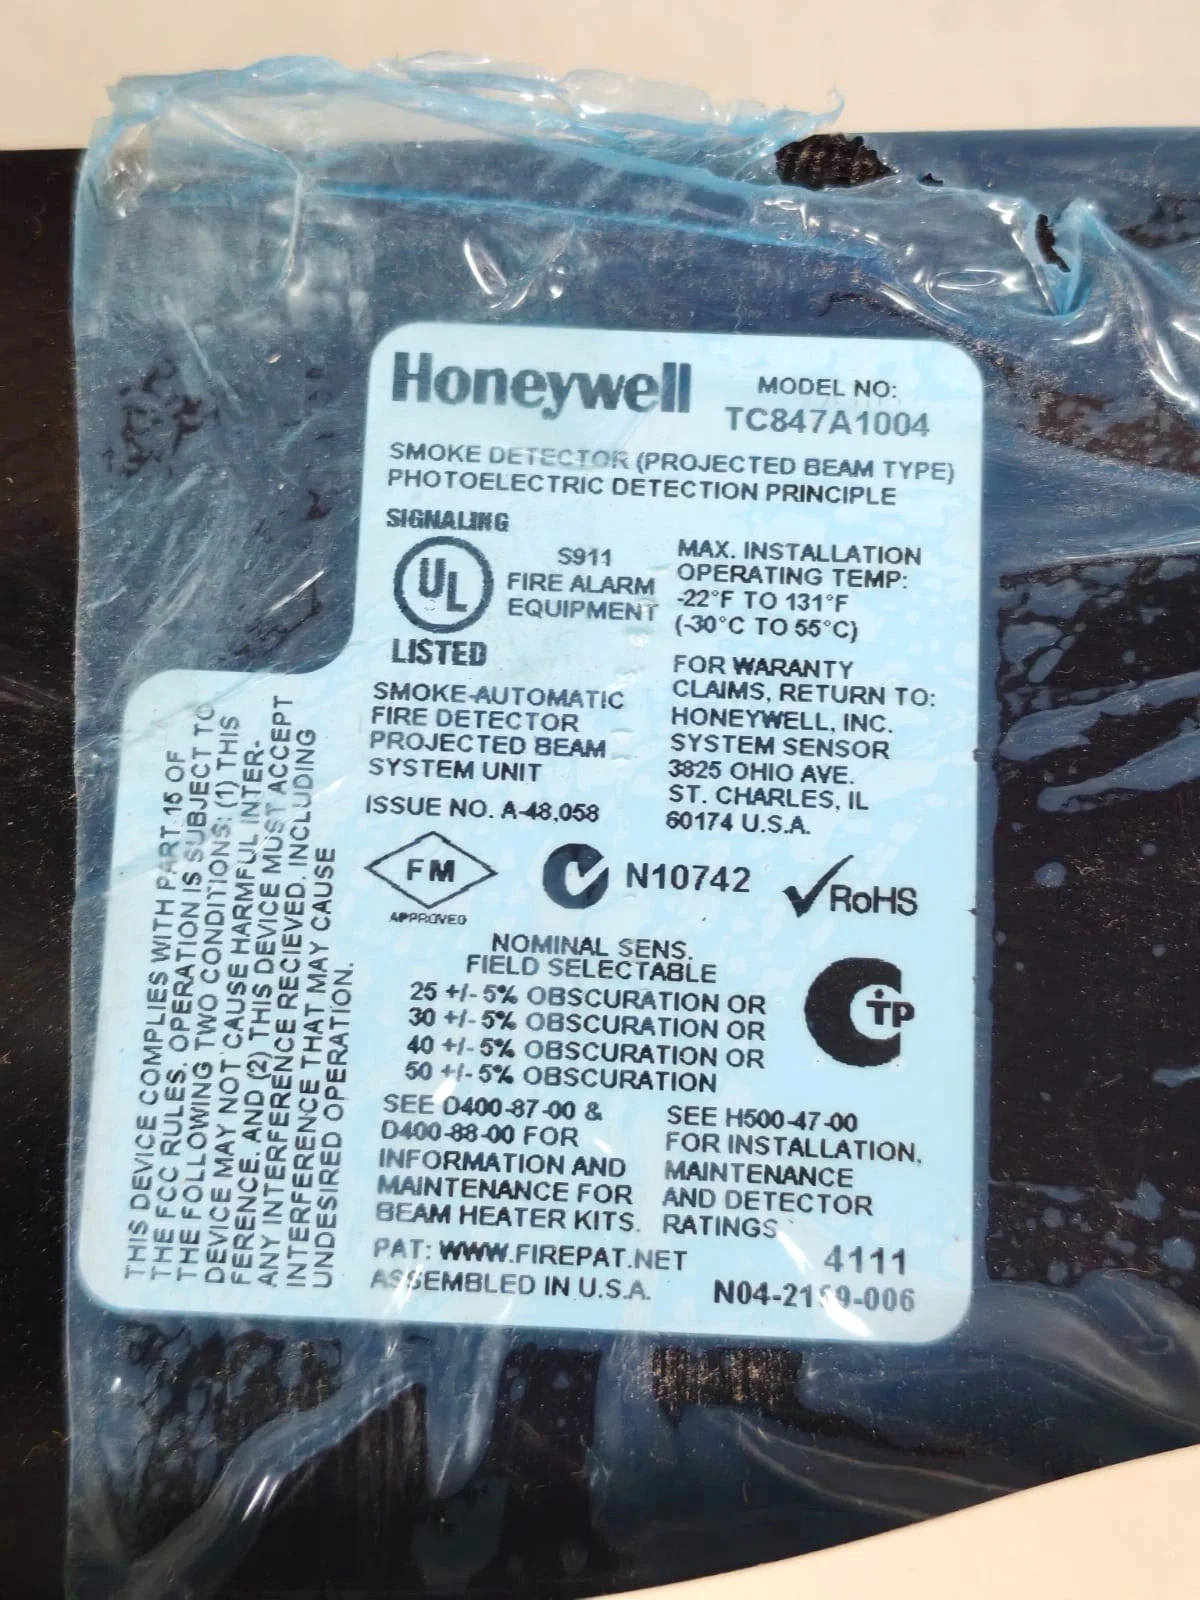 Honeywell
MODEL NO:
TC847A1004
SMOKE DETECTOR (PROJECTED BEAM TYPE)
PHOTOELECTRIC DETECTION PRINCIPLE
SIGNALING
UL
LISTED
S911
FIRE ALARM
EQUIPMENT
MAX. INSTALLATION
OPERATING TEMP:
-22°F TO 131°F
(-30°C TO 55°C)
SMOKE-AUTOMATIC
FIRE DETECTOR
PROJECTED BEAM
SYSTEM UNIT
ISSUE NO. A-48,058
FOR WARANTY
CLAIMS, RETURN TO:
HONEYWELL, INC.
SYSTEM SENSOR
3825 OHIO AVE.
ST. CHARLES, IL
60174 U.S.A.
FM
APPROVED
N10742
RoHS
NOMINAL SENS.
FIELD SELECTABLE
25 +/- 5% OBSCURATION OR
30 +/- 5% OBSCURATION OR
40 +/- 5% OBSCURATION OR
50 +/- 5% OBSCURATION
CTP
SEE D400-87-00 &
D400-88-00 FOR
INFORMATION AND
MAINTENANCE FOR
BEAM HEATER KITS.
SEE H500-47-00
FOR INSTALLATION,
MAINTENANCE
AND DETECTOR
RATINGS
PAT: WWW.FIREPAT.NET
ASSEMBLED IN U.S.A.
4111
THIS DEVICE COMPLIES WITH PART 15 OF
THE FCC RULES. OPERATION IS SUBJECT TO
THE FOLLOWING TWO CONDITIONS: (1) THIS
DEVICE MAY NOT CAUSE HARMFUL INTER-
FERENCE. AND (2) THIS DEVICE MUST ACCEPT
ANY INTERFERENCE RECIEVED. INCLUDING
INTERFERENCE THAT MAY CAUSE
UNDESIRED OPERATION.